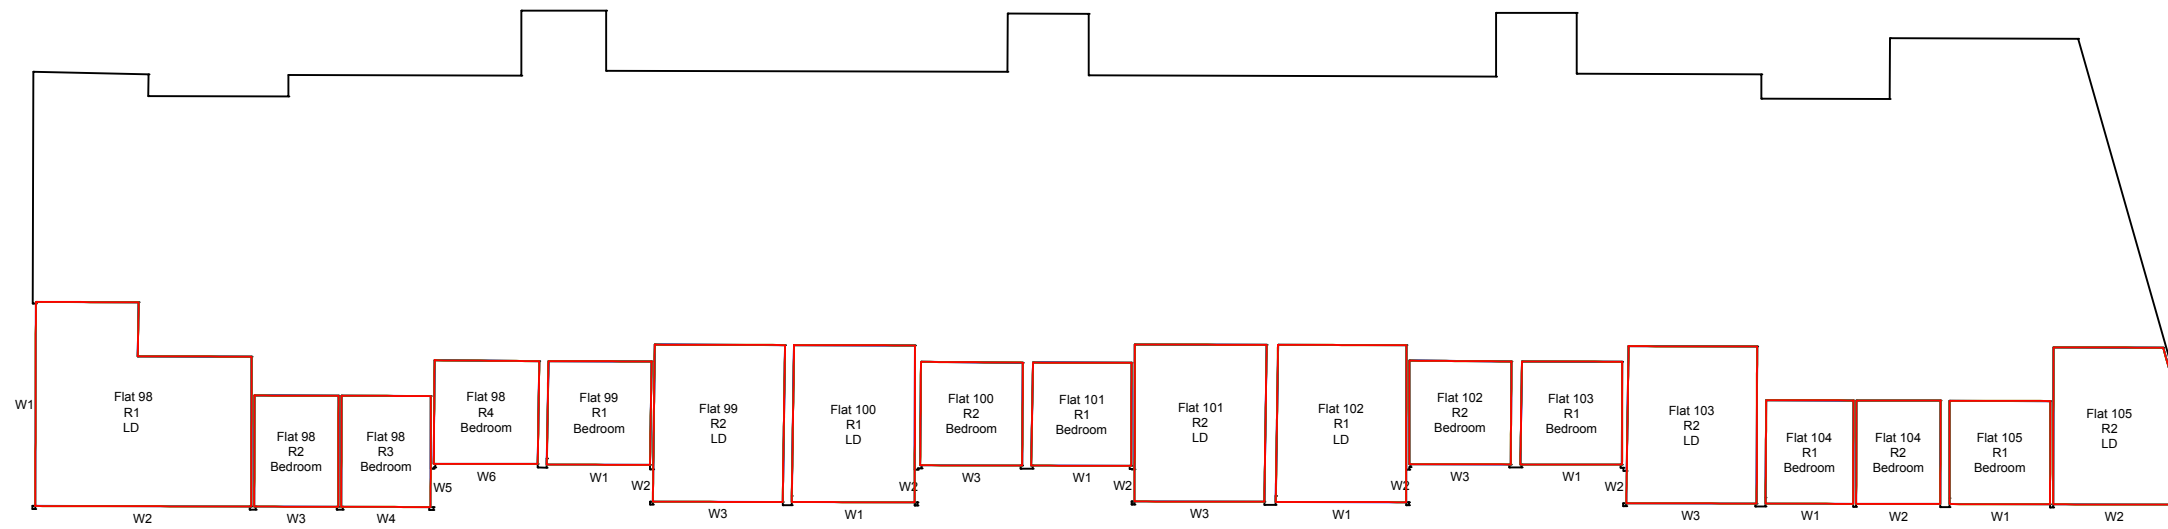 Flat 98
R1
LD
Flat 98
R2
Bedroom
Flat 98
R3
Bedroom
Flat 98
R4
Bedroom
Flat 99
R1
Bedroom
Flat 99
R2
LD
Flat 100
R1
LD
Flat 100
R2
Bedroom
Flat 101
R1
Bedroom
Flat 101
R2
LD
Flat 102
R1
LD
Flat 102
R2
Bedroom
Flat 103
R1
Bedroom
Flat 103
R2
LD
Flat 104
R1
Bedroom
Flat 104
R2
Bedroom
Flat 105
R1
Bedroom
Flat 105
R2
LD
W1
W2
W3
W4
W5
W6
W1
W2
W3
W1
W2
W3
W1
W2
W3
W1
W2
W3
W1
W2
W3
W1
W2
W1
W2